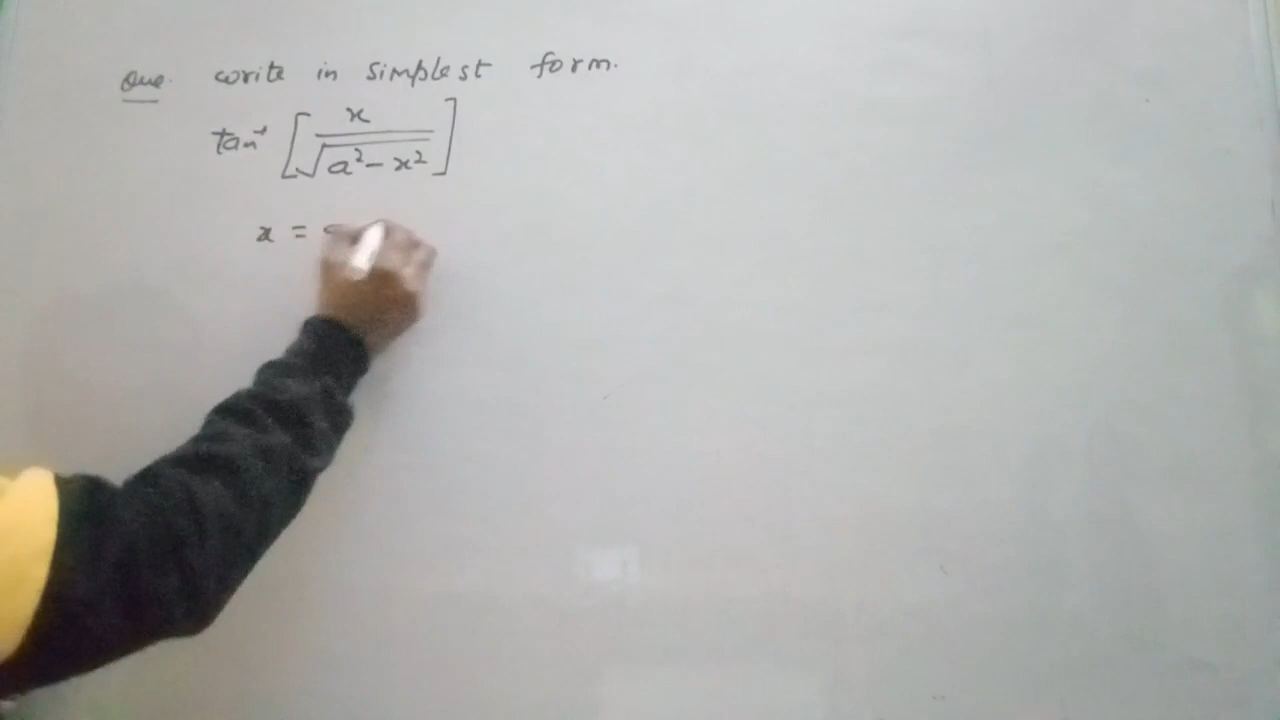 Que. write in simplest form.
tan⁻¹ [x / √(a² - x²)]
x =